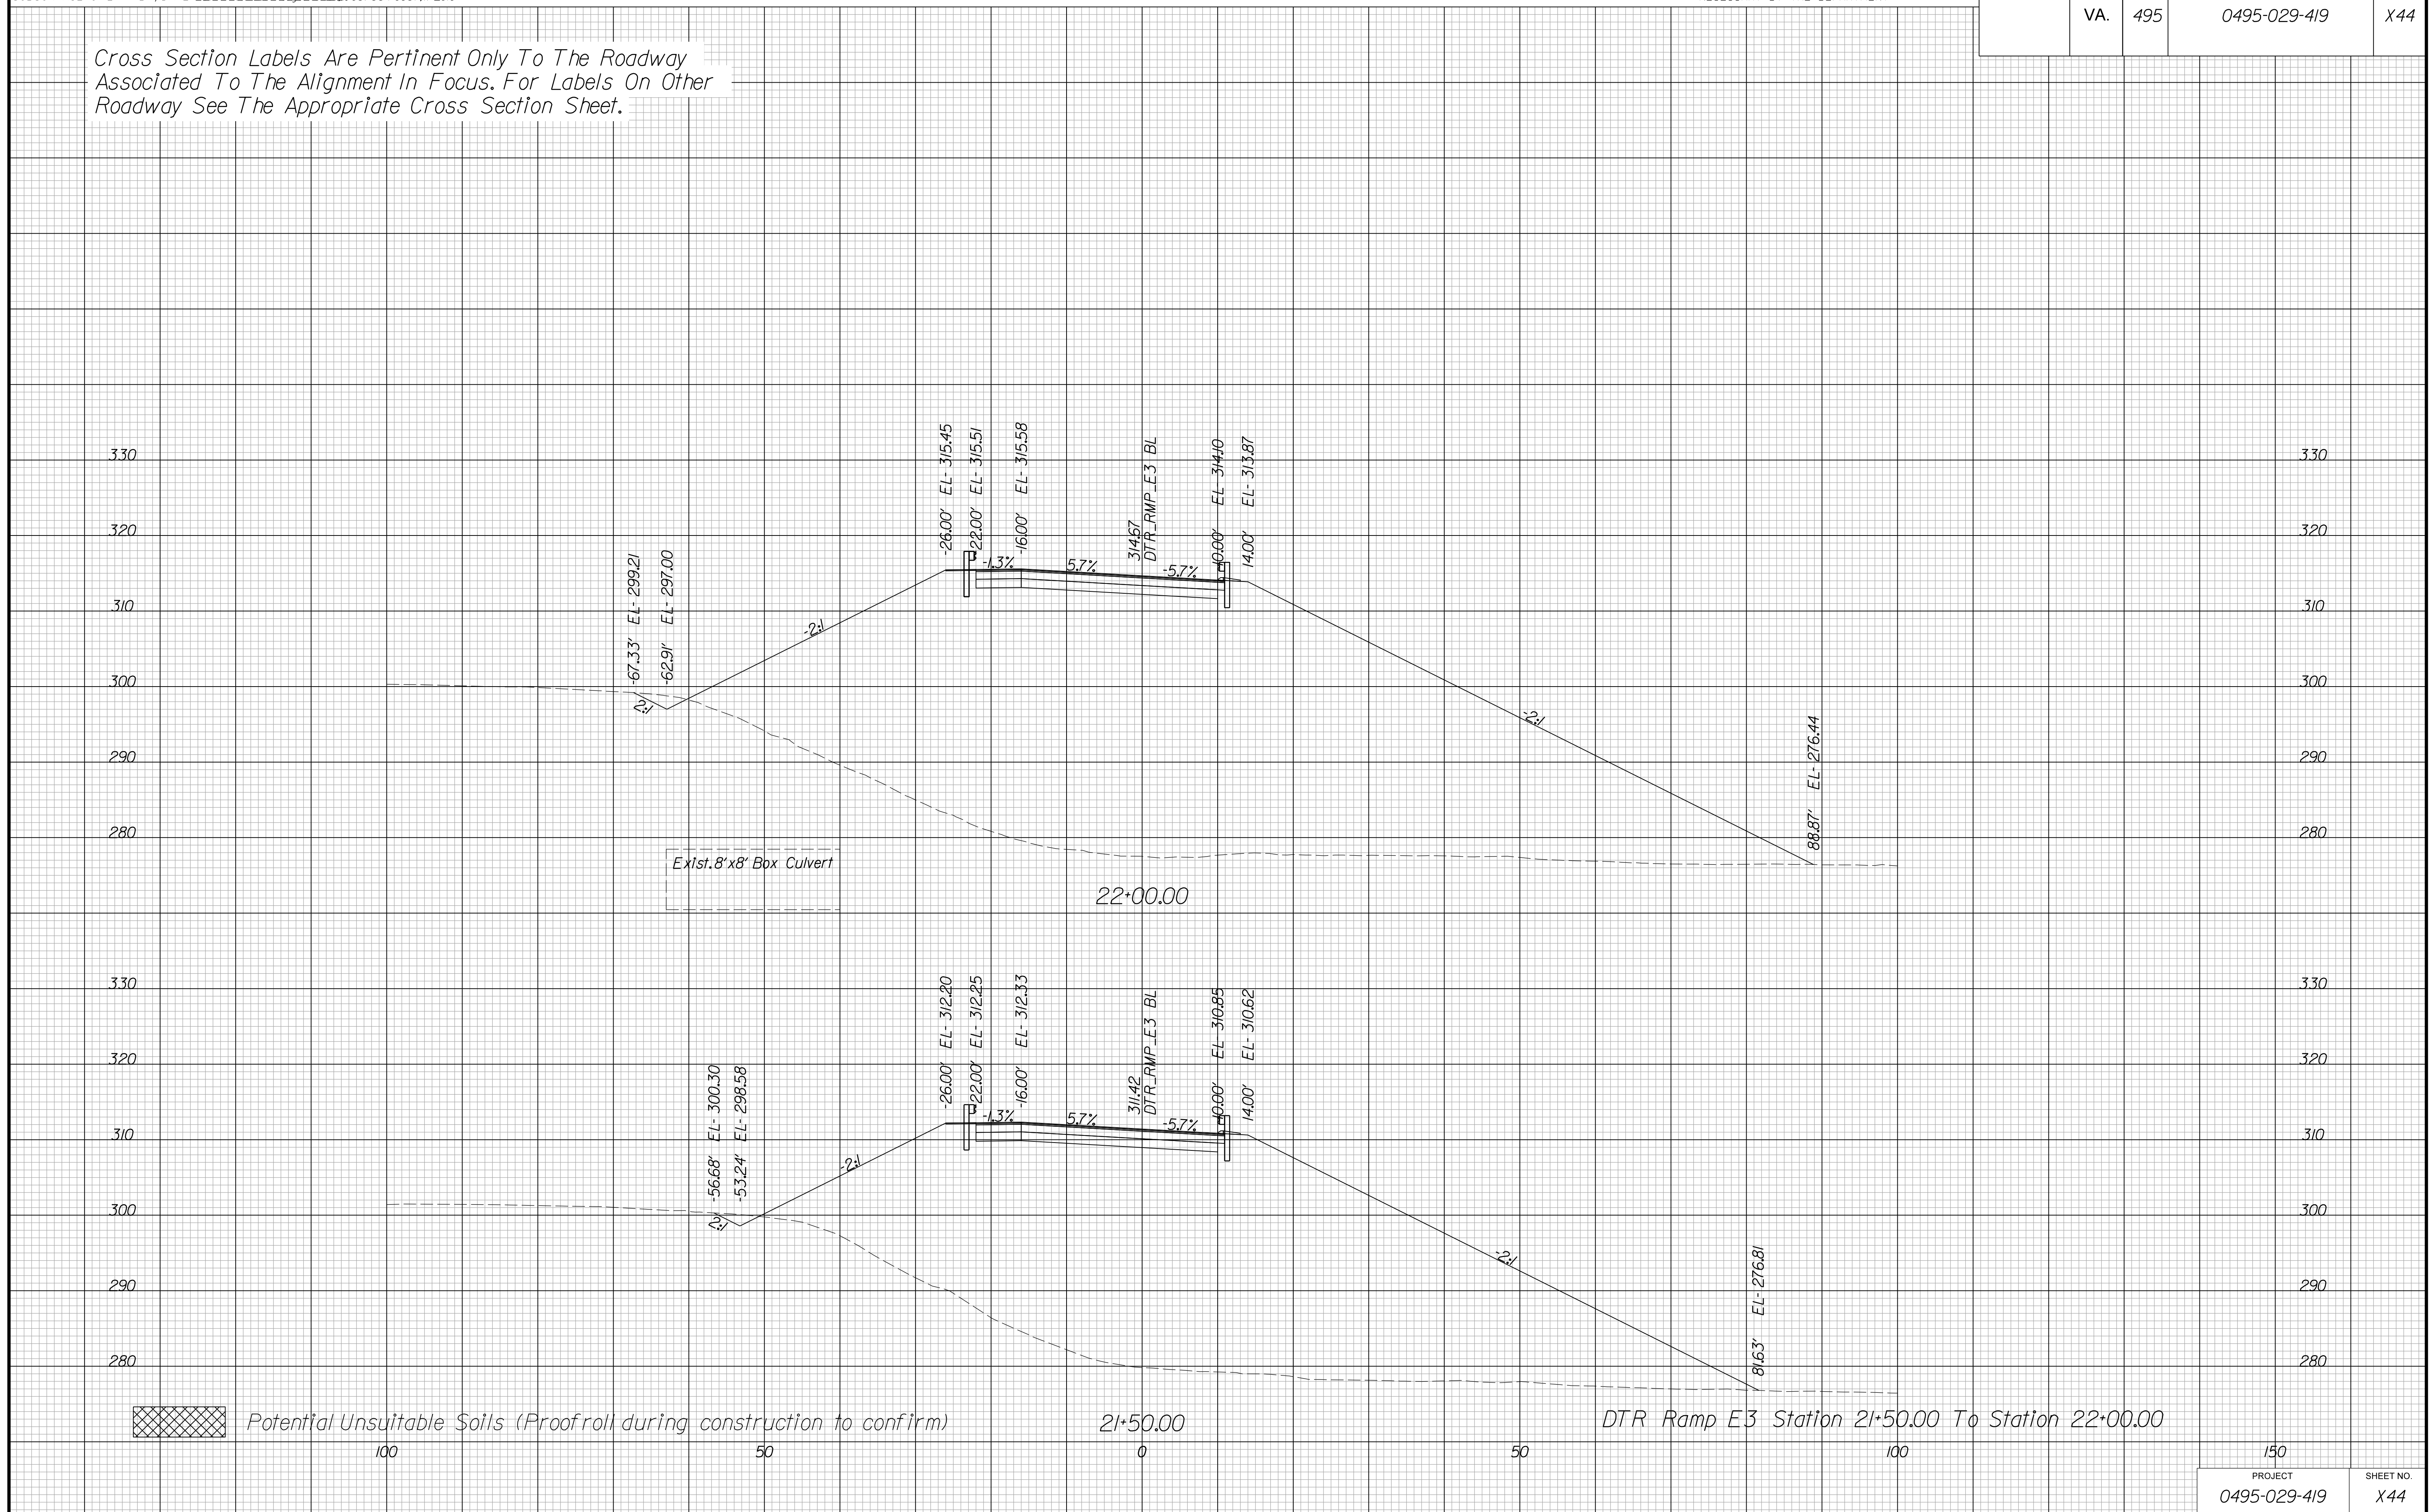 VA. 495 0495-029-419 X44
Cross Section Labels Are Pertinent Only To The Roadway
Associated To The Alignment In Focus. For Labels On Other
Roadway See The Appropriate Cross Section Sheet.
330 330
320 320
310 310
300 300
290 290
280 280
-67.33' EL- 299.21
-62.91' EL- 297.00
-26.00' EL- 315.45
-22.00' EL- 315.51
-16.00' EL- 315.58
314.67
DTR_RMP_E3 BL
10.00' EL- 314.10
14.00' EL- 313.87
88.87' EL- 276.44
2:1
-2:1
-1.3%
5.7%
-5.7%
-2:1
Exist. 8'x8' Box Culvert
22+00.00
330 330
320 320
310 310
300 300
290 290
280 280
-56.68' EL- 300.30
-53.24' EL- 298.58
-26.00' EL- 312.20
-22.00' EL- 312.25
-16.00' EL- 312.33
311.42
DTR_RMP_E3 BL
10.00' EL- 310.85
14.00' EL- 310.62
81.63' EL- 276.81
2:1
-2:1
-1.3%
5.7%
-5.7%
-2:1
Potential Unsuitable Soils (Proofroll during construction to confirm)
21+50.00
DTR Ramp E3 Station 21+50.00 To Station 22+00.00
100 50 0 50 100 150
PROJECT SHEET NO.
0495-029-419 X44